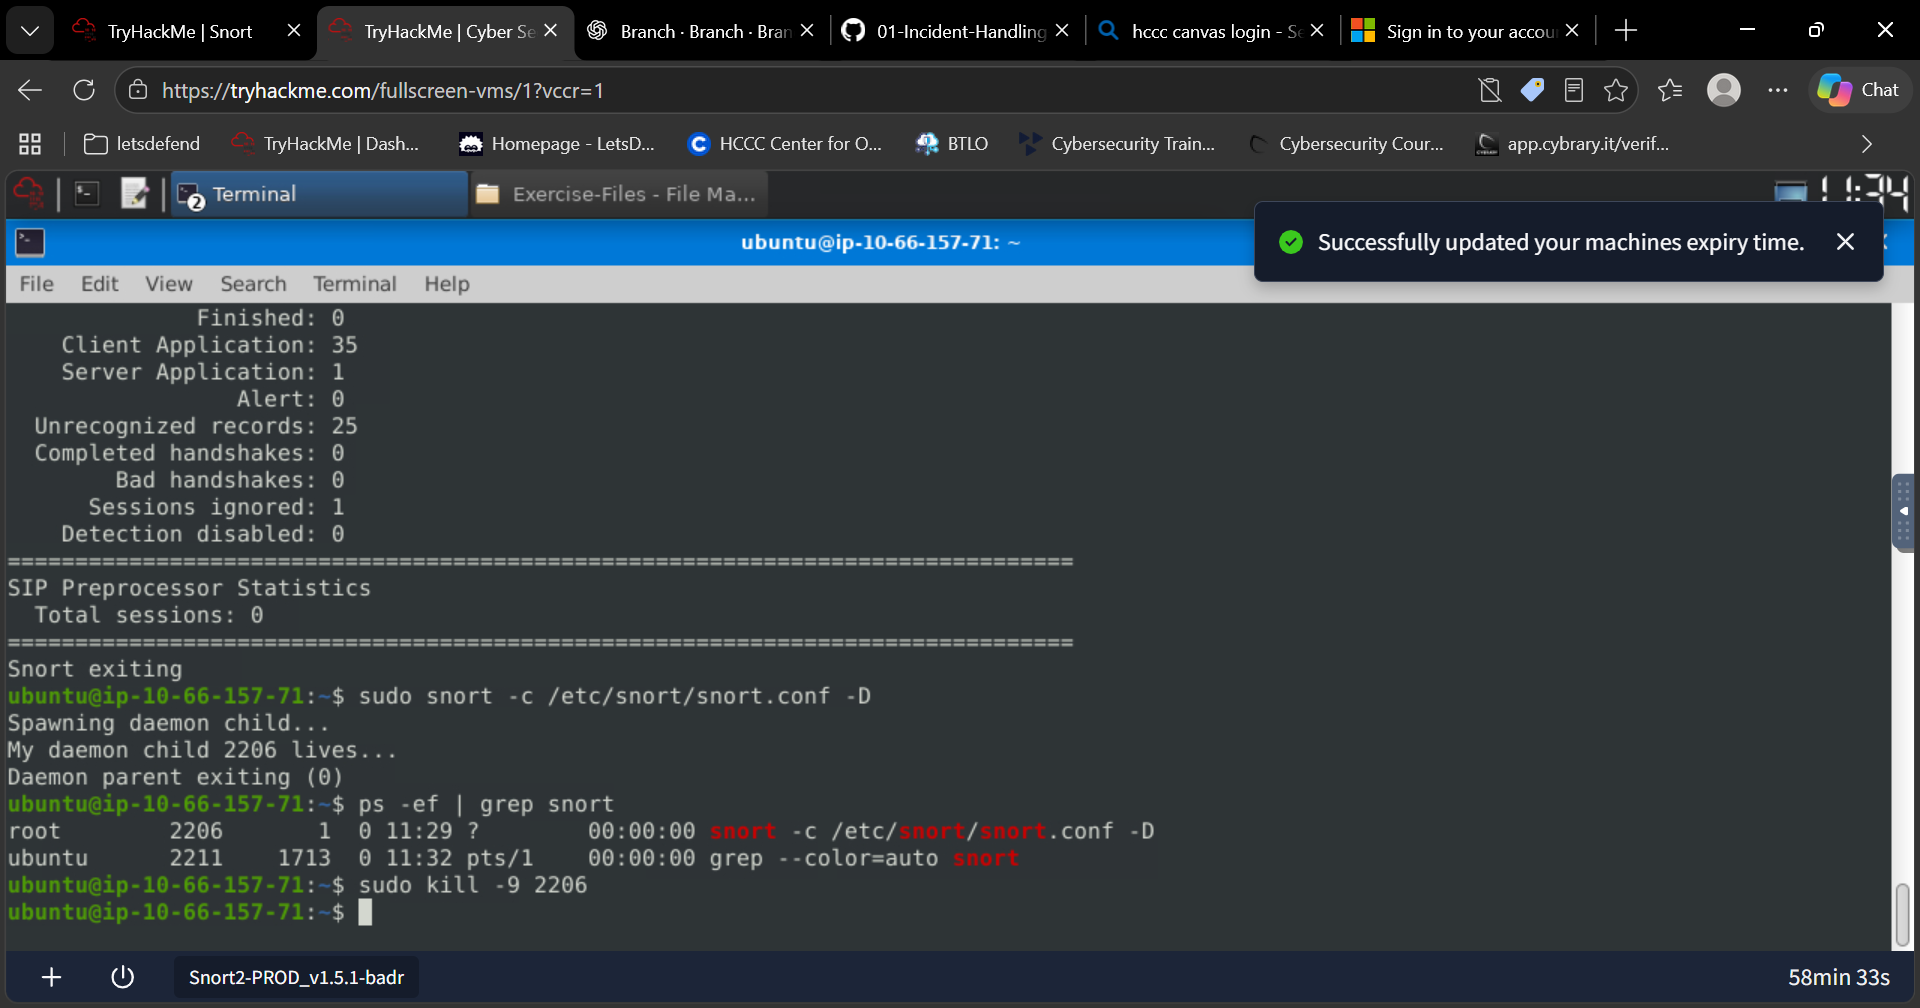 TryHackMe | Snort
TryHackMe | Cyber Se
Branch · Branch · Bran
01-Incident-Handling
hccc canvas login - Se
Sign in to your accou
https://tryhackme.com/fullscreen-vms/1?vccr=1
Chat
letsdefend
TryHackMe | Dash...
Homepage - LetsD...
HCCC Center for O...
BTLO
Cybersecurity Train...
Cybersecurity Cour...
app.cybrary.it/verif...
2
Terminal
Exercise-Files - File Ma...
11:34
ubuntu@ip-10-66-157-71: ~
Successfully updated your machines expiry time.
File Edit View Search Terminal Help
Finished: 0
Client Application: 35
Server Application: 1
Alert: 0
Unrecognized records: 25
Completed handshakes: 0
Bad handshakes: 0
Sessions ignored: 1
Detection disabled: 0
===============================================================================
SIP Preprocessor Statistics
Total sessions: 0
===============================================================================
Snort exiting
ubuntu@ip-10-66-157-71:~$ sudo snort -c /etc/snort/snort.conf -D
Spawning daemon child...
My daemon child 2206 lives...
Daemon parent exiting (0)
ubuntu@ip-10-66-157-71:~$ ps -ef | grep snort
root 2206 1 0 11:29 ? 00:00:00 snort -c /etc/snort/snort.conf -D
ubuntu 2211 1713 0 11:32 pts/1 00:00:00 grep --color=auto snort
ubuntu@ip-10-66-157-71:~$ sudo kill -9 2206
ubuntu@ip-10-66-157-71:~$
Snort2-PROD_v1.5.1-badr
58min 33s